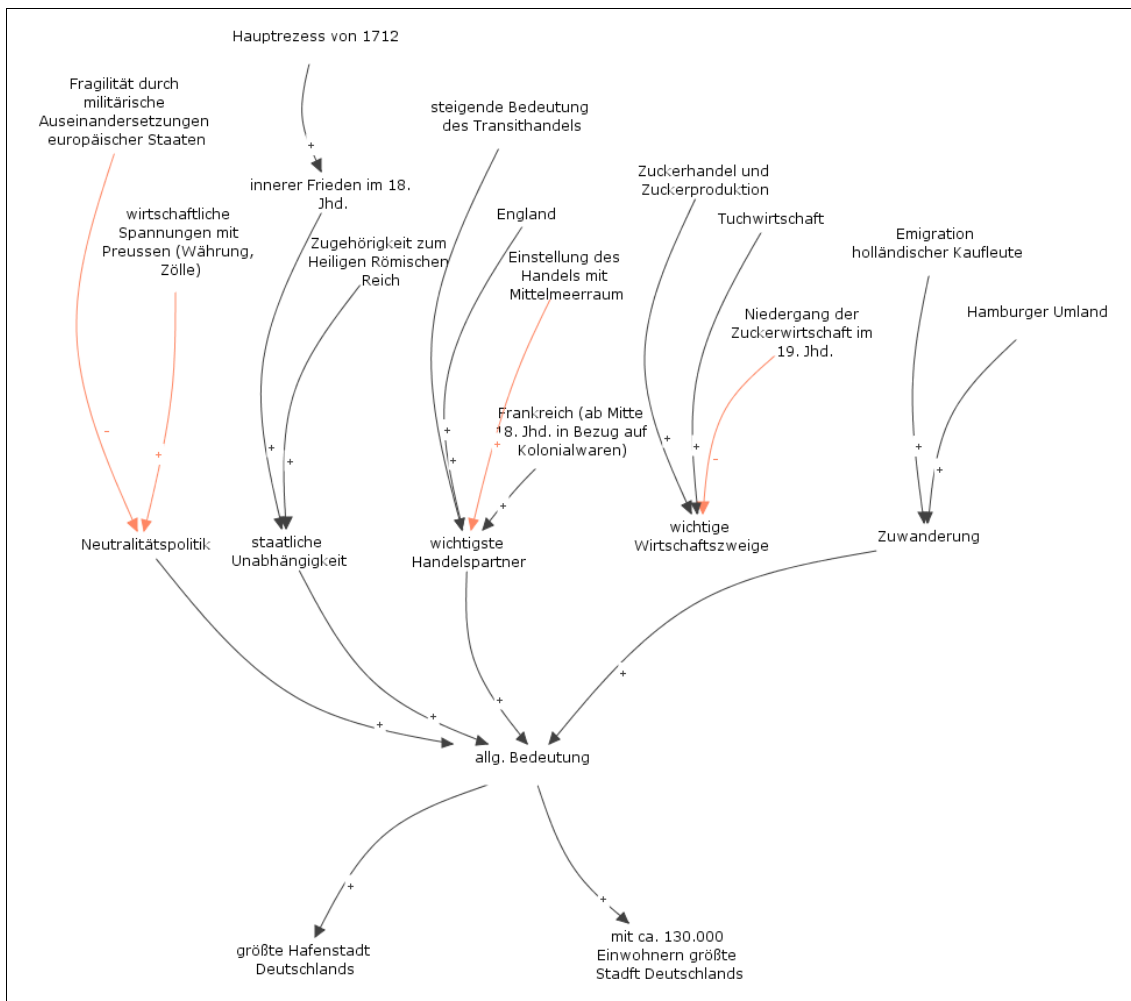 Hauptrezess von 1712
Fragilität durch
militärische
Auseinandersetzungen
europäischer Staaten
steigende Bedeutung
des Transithandels
+
innerer Frieden im 18.
Jhd.
Zuckerhandel und
Zuckerproduktion
wirtschaftliche
Spannungen mit
Preussen (Währung,
Zölle)
England
Tuchwirtschaft
Zugehörigkeit zum
Heiligen Römischen
Reich
Einstellung des
Handels mit
Mittelmeerraum
Emigration
holländischer Kaufleute
Niedergang der
Zuckerwirtschaft im
19. Jhd.
Hamburger Umland
Frankreich (ab Mitte
18. Jhd. in Bezug auf
Kolonialwaren)
-
+
+
+
+
+
+
+
+
+
-
+
+
Neutralitätspolitik
staatliche
Unabhängigkeit
wichtigste
Handelspartner
wichtige
Wirtschaftszweige
Zuwanderung
+
+
+
+
allg. Bedeutung
+
+
größte Hafenstadt
Deutschlands
mit ca. 130.000
Einwohnern größte
Stadft Deutschlands